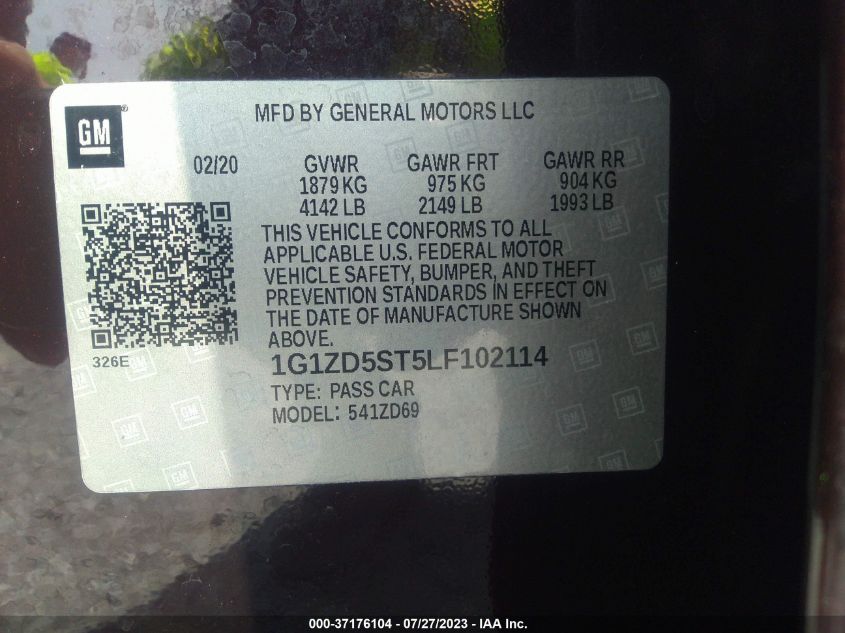 MFD BY GENERAL MOTORS LLC
GM
02/20 GVWR GAWR FRT GAWR RR
1879 KG 975 KG 904 KG
4142 LB 2149 LB 1993 LB
THIS VEHICLE CONFORMS TO ALL
APPLICABLE U.S. FEDERAL MOTOR
VEHICLE SAFETY, BUMPER, AND THEFT
PREVENTION STANDARDS IN EFFECT ON
THE DATE OF MANUFACTURE SHOWN
ABOVE.
326E
1G1ZD5ST5LF102114
TYPE: PASS CAR
MODEL: 541ZD69
000-37176104 - 07/27/2023 - IAA Inc.